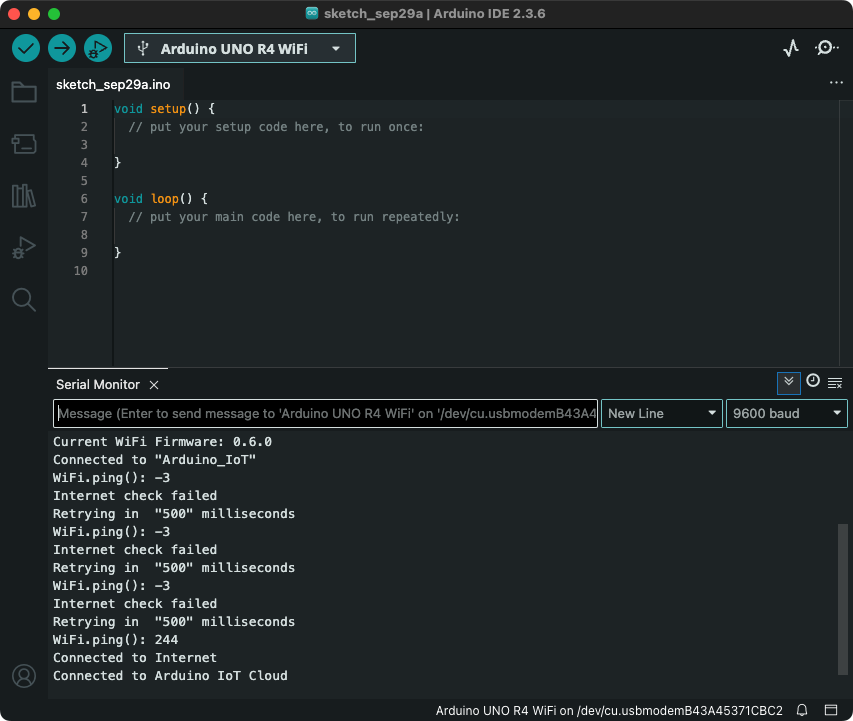 sketch_sep29a | Arduino IDE 2.3.6
Arduino UNO R4 WiFi
sketch_sep29a.ino
1 void setup() {
2 // put your setup code here, to run once:
3
4 }
5
6 void loop() {
7 // put your main code here, to run repeatedly:
8
9 }
10
Serial Monitor
Message (Enter to send message to 'Arduino UNO R4 WiFi' on '/dev/cu.usbmodemB43A4
New Line
9600 baud
Current WiFi Firmware: 0.6.0
Connected to "Arduino_IoT"
WiFi.ping(): -3
Internet check failed
Retrying in  "500" milliseconds
WiFi.ping(): -3
Internet check failed
Retrying in  "500" milliseconds
WiFi.ping(): -3
Internet check failed
Retrying in  "500" milliseconds
WiFi.ping(): 244
Connected to Internet
Connected to Arduino IoT Cloud
Arduino UNO R4 WiFi on /dev/cu.usbmodemB43A45371CBC2